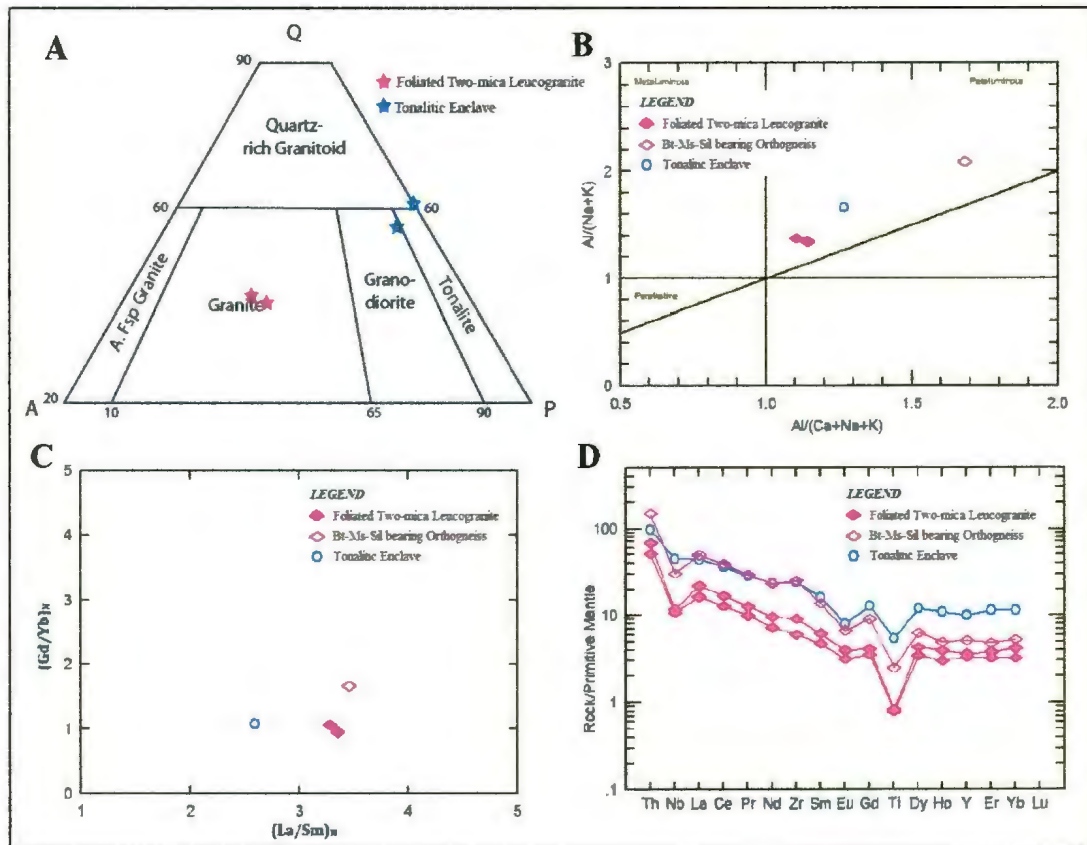 A
Q
90
Foliated Two-mica Leucogranite
Tonalitic Enclave
Quartz-
rich Granitoid
60
60
A. Fsp Granite
Granite
Grano-
diorite
Tonalite
20
A
10
65
90
P
B
3
2
1
0
Al/(Na+K)
Metaluminous
Peraluminous
LEGEND
Foliated Two-mica Leucogranite
Bt-Ms-Sil bearing Orthogneiss
Tonalitic Enclave
Peralkaline
0.5
1.0
1.5
2.0
Al/(Ca+Na+K)
C
5
4
3
2
1
0
(Gd/Yb)N
LEGEND
Foliated Two-mica Leucogranite
Bt-Ms-Sil bearing Orthogneiss
Tonalinc Enclave
1
2
3
4
5
(La/Sm)N
D
Rock/Primitive Mantle
100
10
1
.1
LEGEND
Foliated Two-mica Leucogranite
Bt-Ms-Sil bearing Orthogneiss
Tonalinc Enclave
Th Nb La Ce Pr Nd Zr Sm Eu Gd Ti Dy Ho Y Er Yb Lu